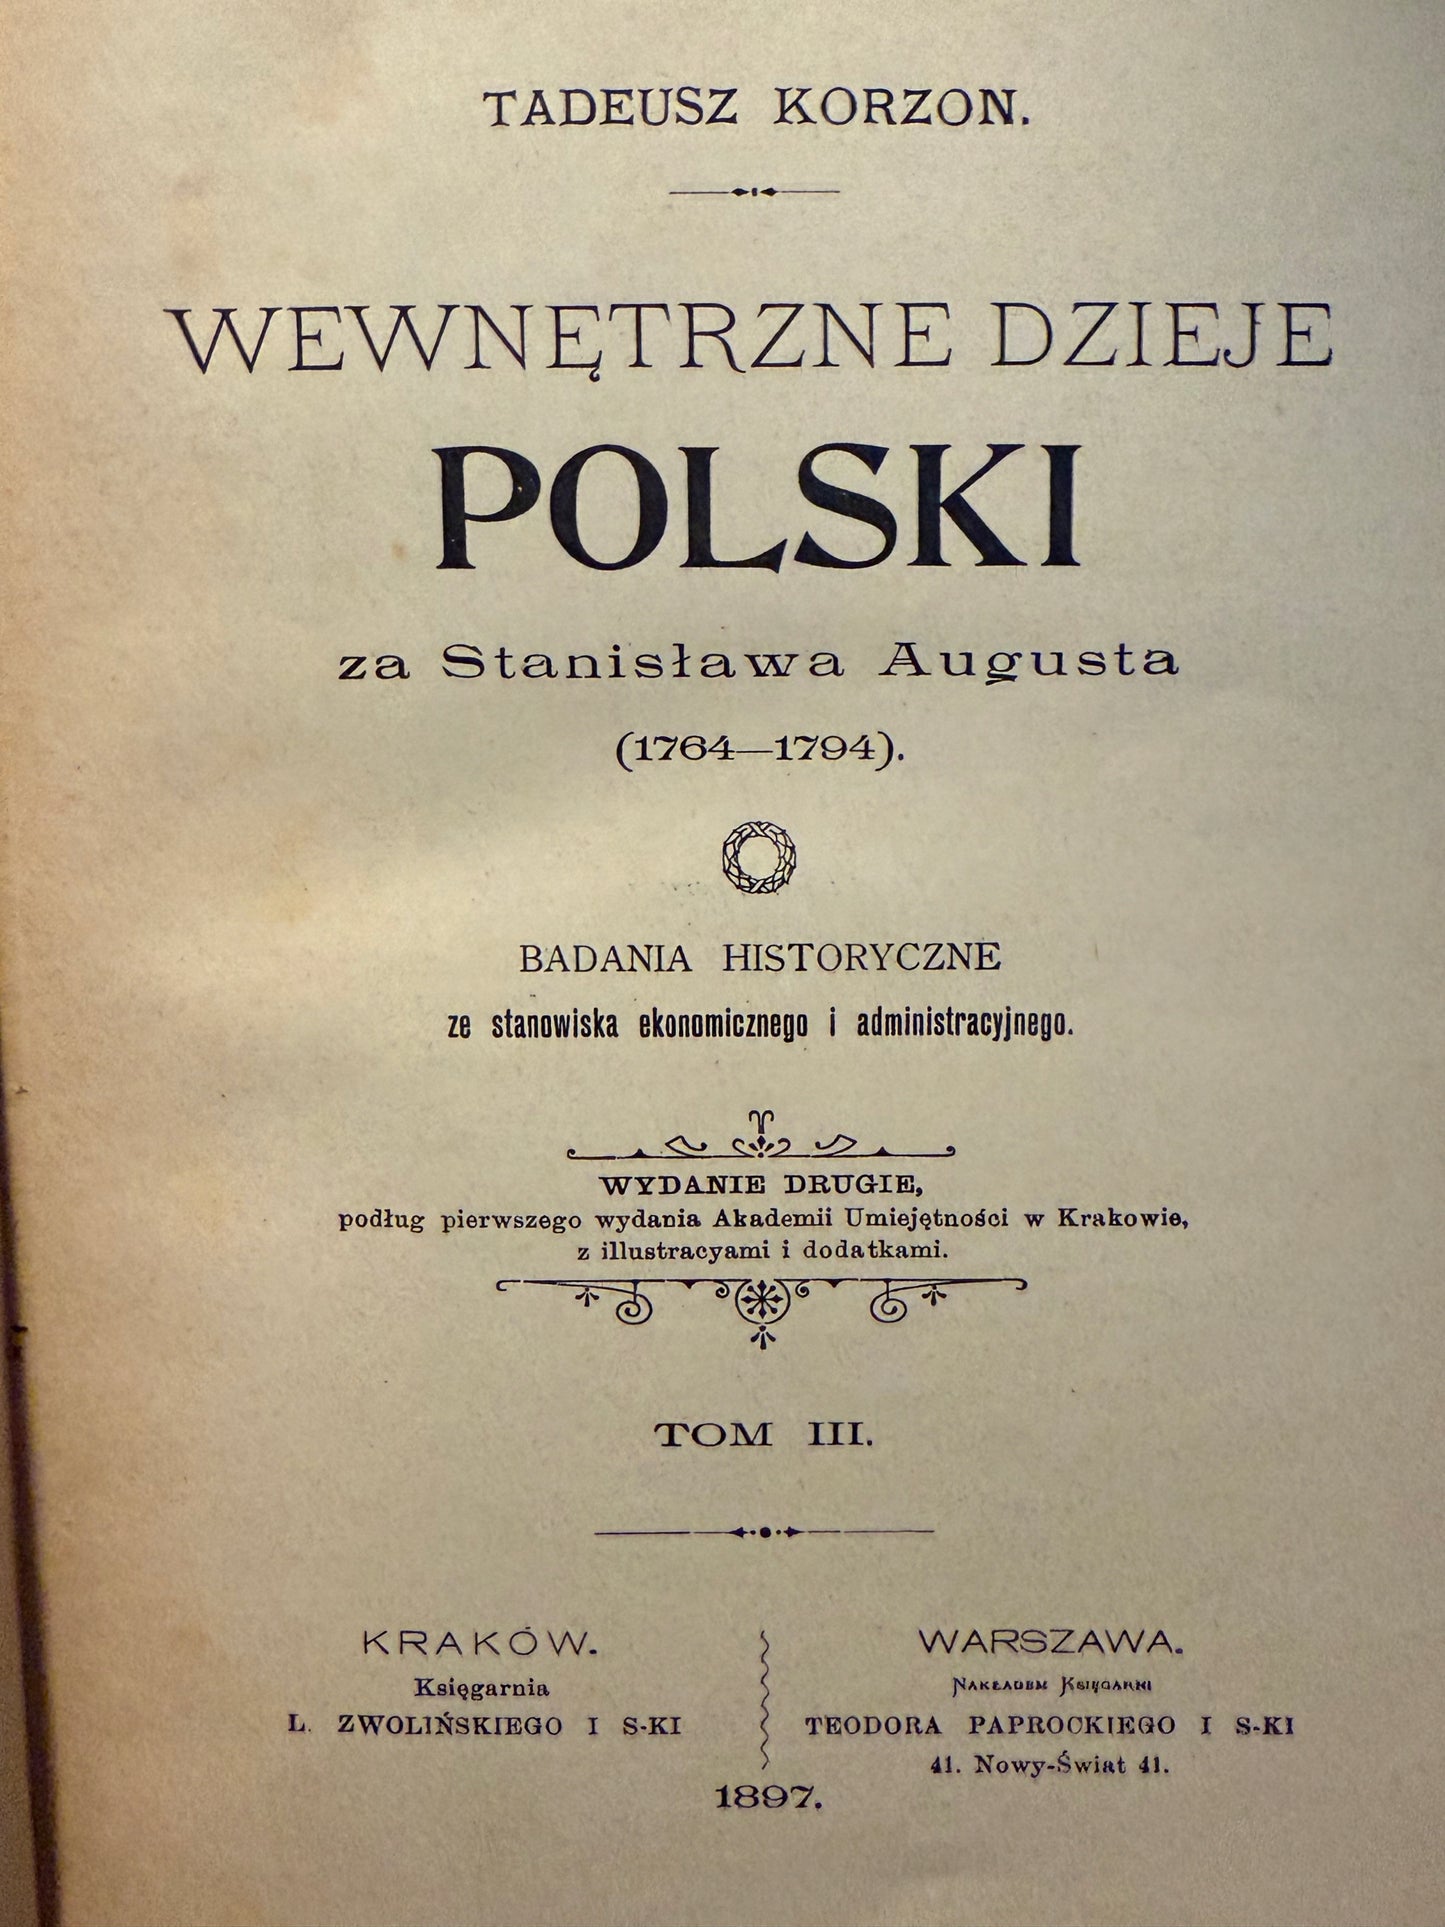 TADEUSZ KORZON.
WEWNĘTRZNE DZIEJE
POLSKI
za Stanisława Augusta
(1764—1794).
BADANIA HISTORYCZNE
ze stanowiska ekonomicznego i administracyjnego.
WYDANIE DRUGIE,
podług pierwszego wydania Akademii Umiejętności w Krakowie,
z illustracyami i dodatkami.
TOM III.
KRAKÓW.
Księgarnia
L. ZWOLIŃSKIEGO I S-KI
WARSZAWA.
NAKŁADEM KSIĘGARNI
TEODORA PAPROCKIEGO I S-KI
41. Nowy-Świat 41.
1897.